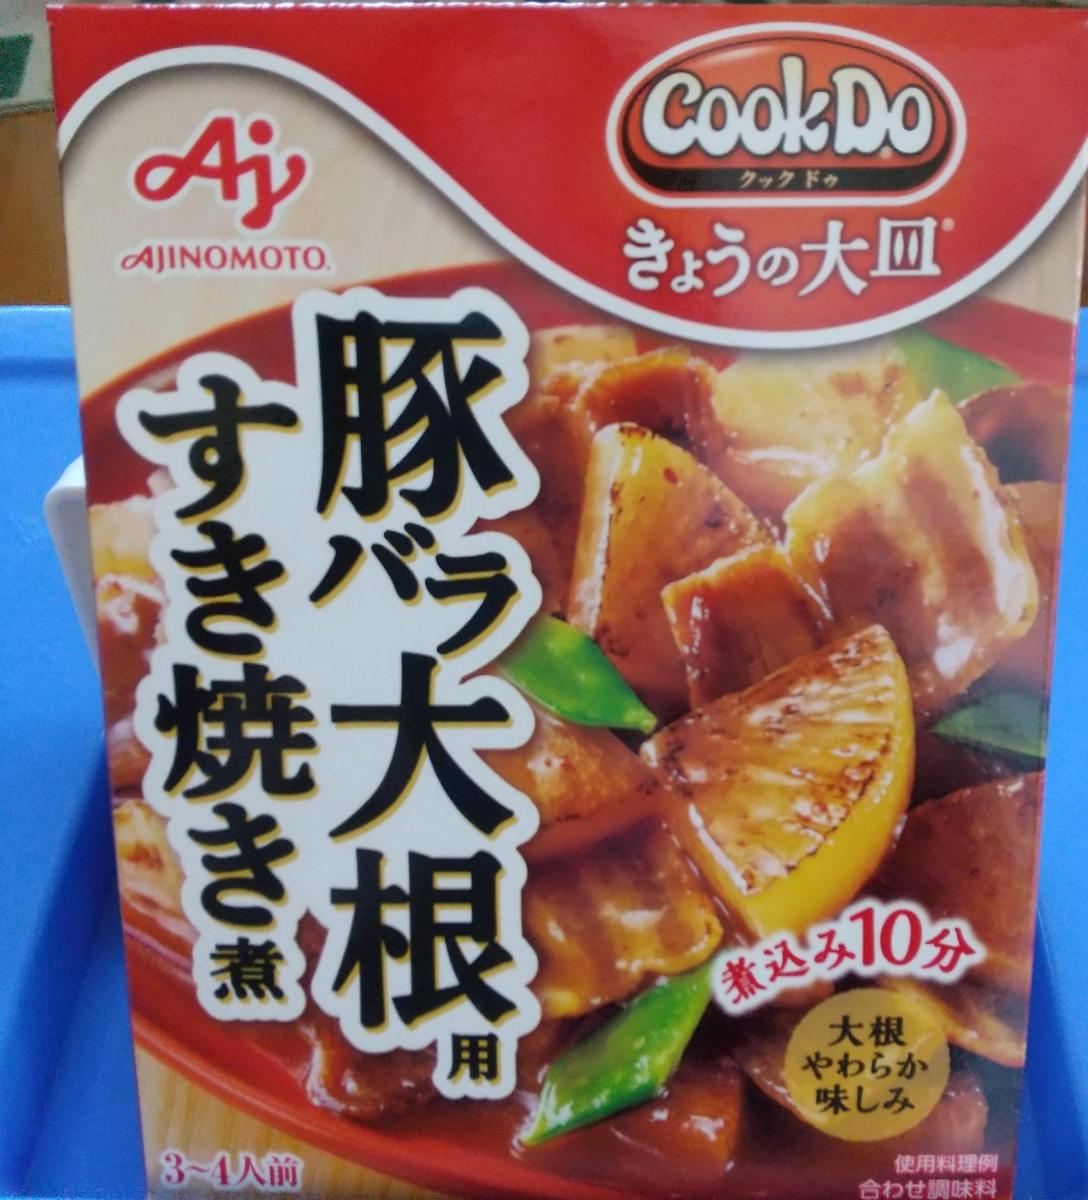 Aj
AJINOMOTO®
CookDo®
クックドゥ
きょうの大皿®
豚バラ大根用
すき焼き煮
煮込み10分
大根
やわらか
味しみ
3~4人前
使用料理例
合わせ調味料